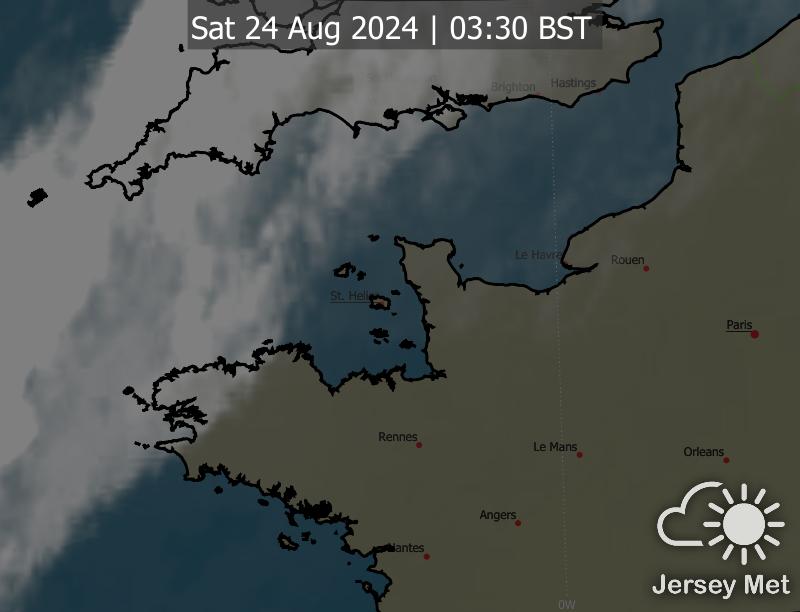 Sat 24 Aug 2024 | 03:30 BST
Brighton
Hastings
Le Havre
Rouen
St. Helier
Paris
Rennes
Le Mans
Orleans
Angers
Nantes
Jersey Met
0W